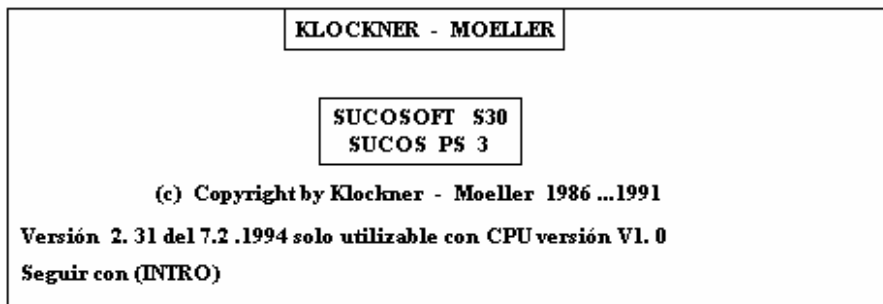 KLOCKNER - MOELLER
SUCOSOFT S30
SUCOS PS 3
(c) Copyright by Klockner - Moeller 1986 ...1991
Versión 2. 31 del 7.2 .1994 solo utilizable con CPU versión V1. 0
Seguir con (INTRO)